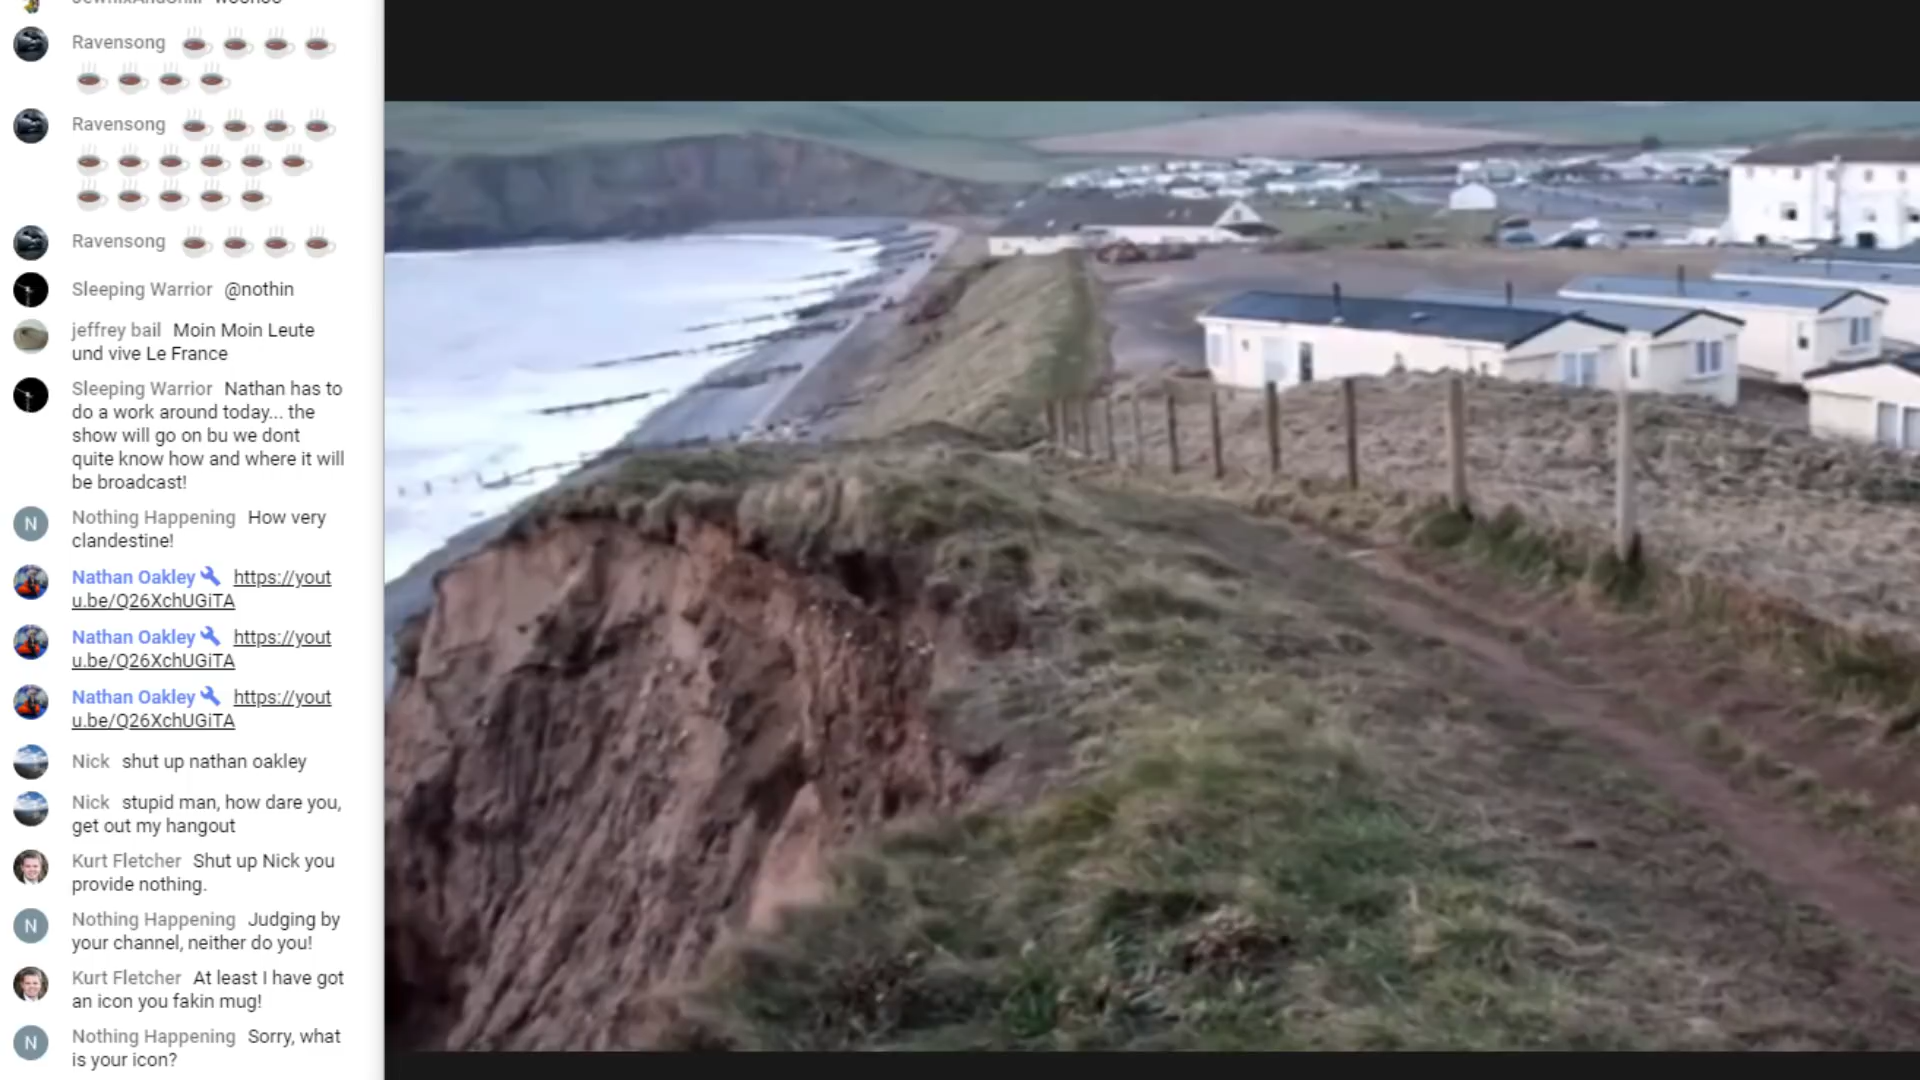 Ravensong
Ravensong
Ravensong
Sleeping Warrior @nothin
jeffrey bail Moin Moin Leute
und vive Le France
Sleeping Warrior Nathan has to
do a work around today... the
show will go on bu we dont
quite know how and where it will
be broadcast!
N Nothing Happening How very
clandestine!
Nathan Oakley https://yout
u.be/Q26XchUGiTA
Nathan Oakley https://yout
u.be/Q26XchUGiTA
Nathan Oakley https://yout
u.be/Q26XchUGiTA
Nick shut up nathan oakley
Nick stupid man, how dare you,
get out my hangout
Kurt Fletcher Shut up Nick you
provide nothing.
N Nothing Happening Judging by
your channel, neither do you!
Kurt Fletcher At least I have got
an icon you fakin mug!
N Nothing Happening Sorry, what
is your icon?